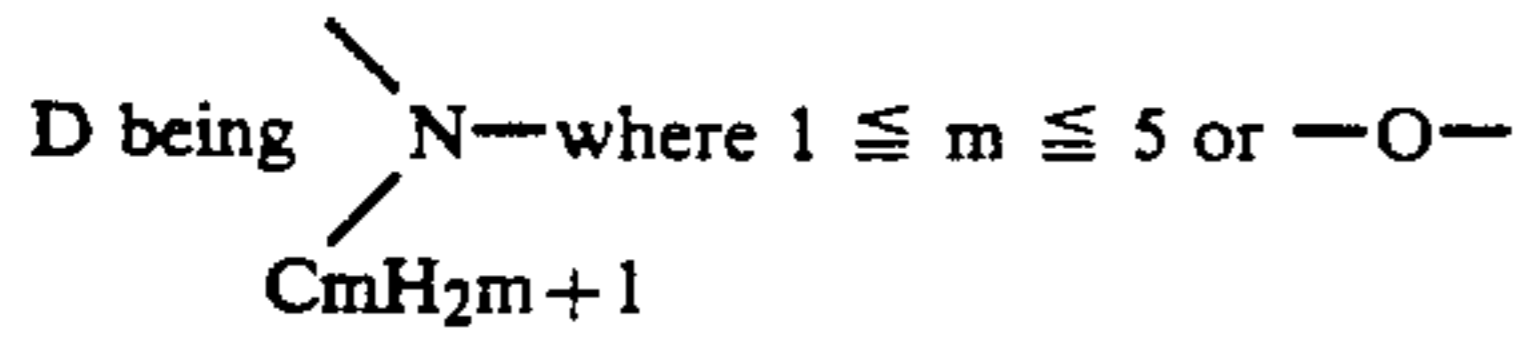 D being N—where 1 ≦ m ≦ 5 or —O—
CmH2m+1